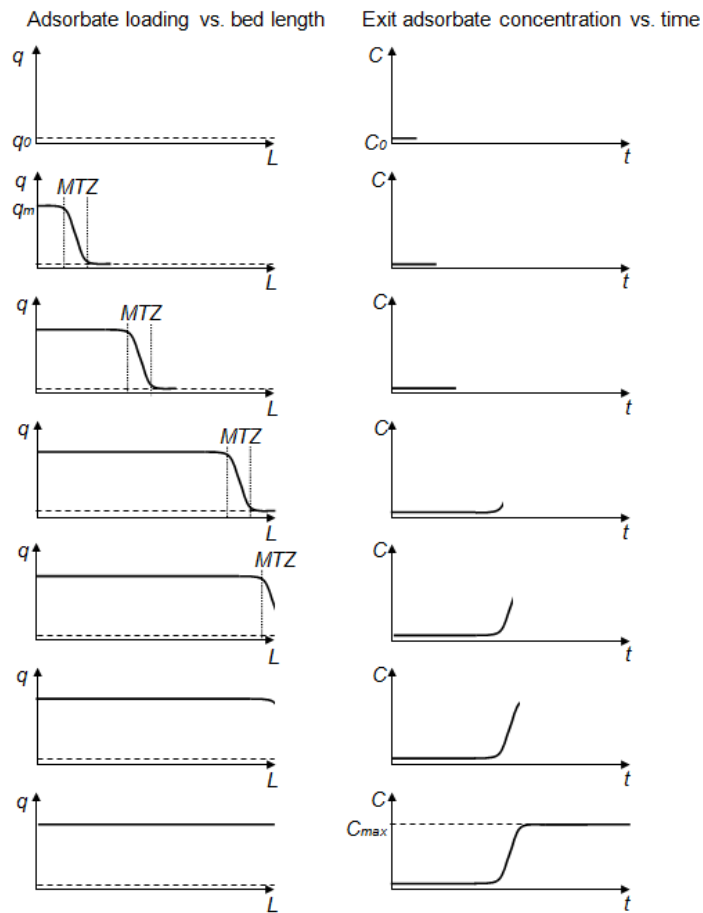 Adsorbate loading vs. bed length Exit adsorbate concentration vs. time
q C
q0 L C0 t
q MTZ C
qm
L t
q MTZ C
L t
q MTZ C
L t
q MTZ C
L t
q C
L t
q C
Cmax
L t